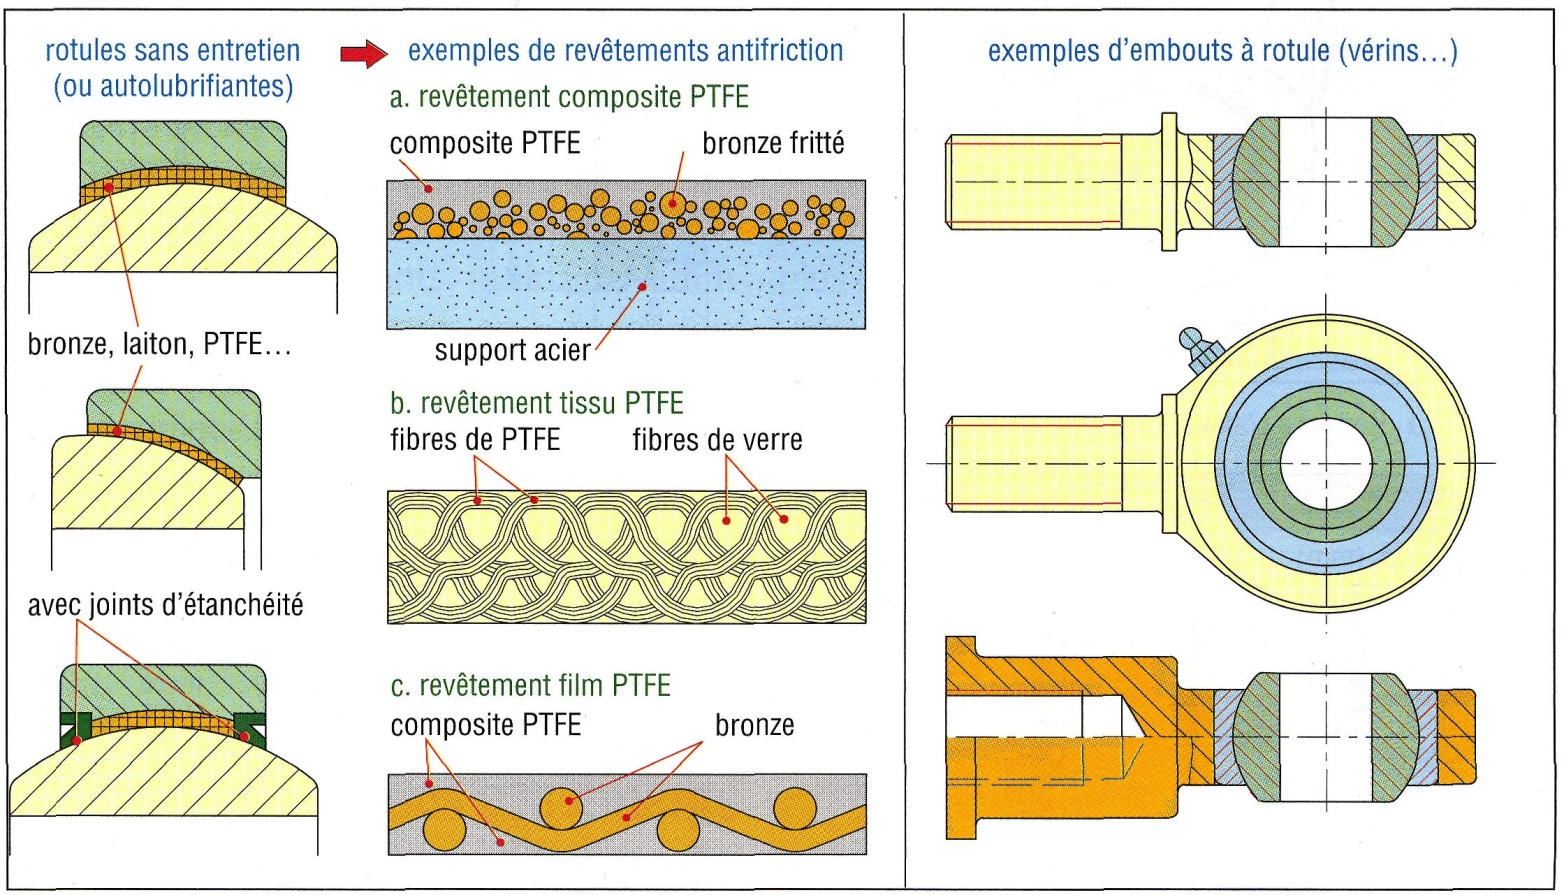 rotules sans entretien
(ou autolubrifiantes)
bronze, laiton, PTFE…
avec joints d'étanchéité
exemples de revêtements antifriction
a. revêtement composite PTFE
composite PTFE
bronze fritté
support acier
b. revêtement tissu PTFE
fibres de PTFE
fibres de verre
c. revêtement film PTFE
composite PTFE
bronze
exemples d'embouts à rotule (vérins…)